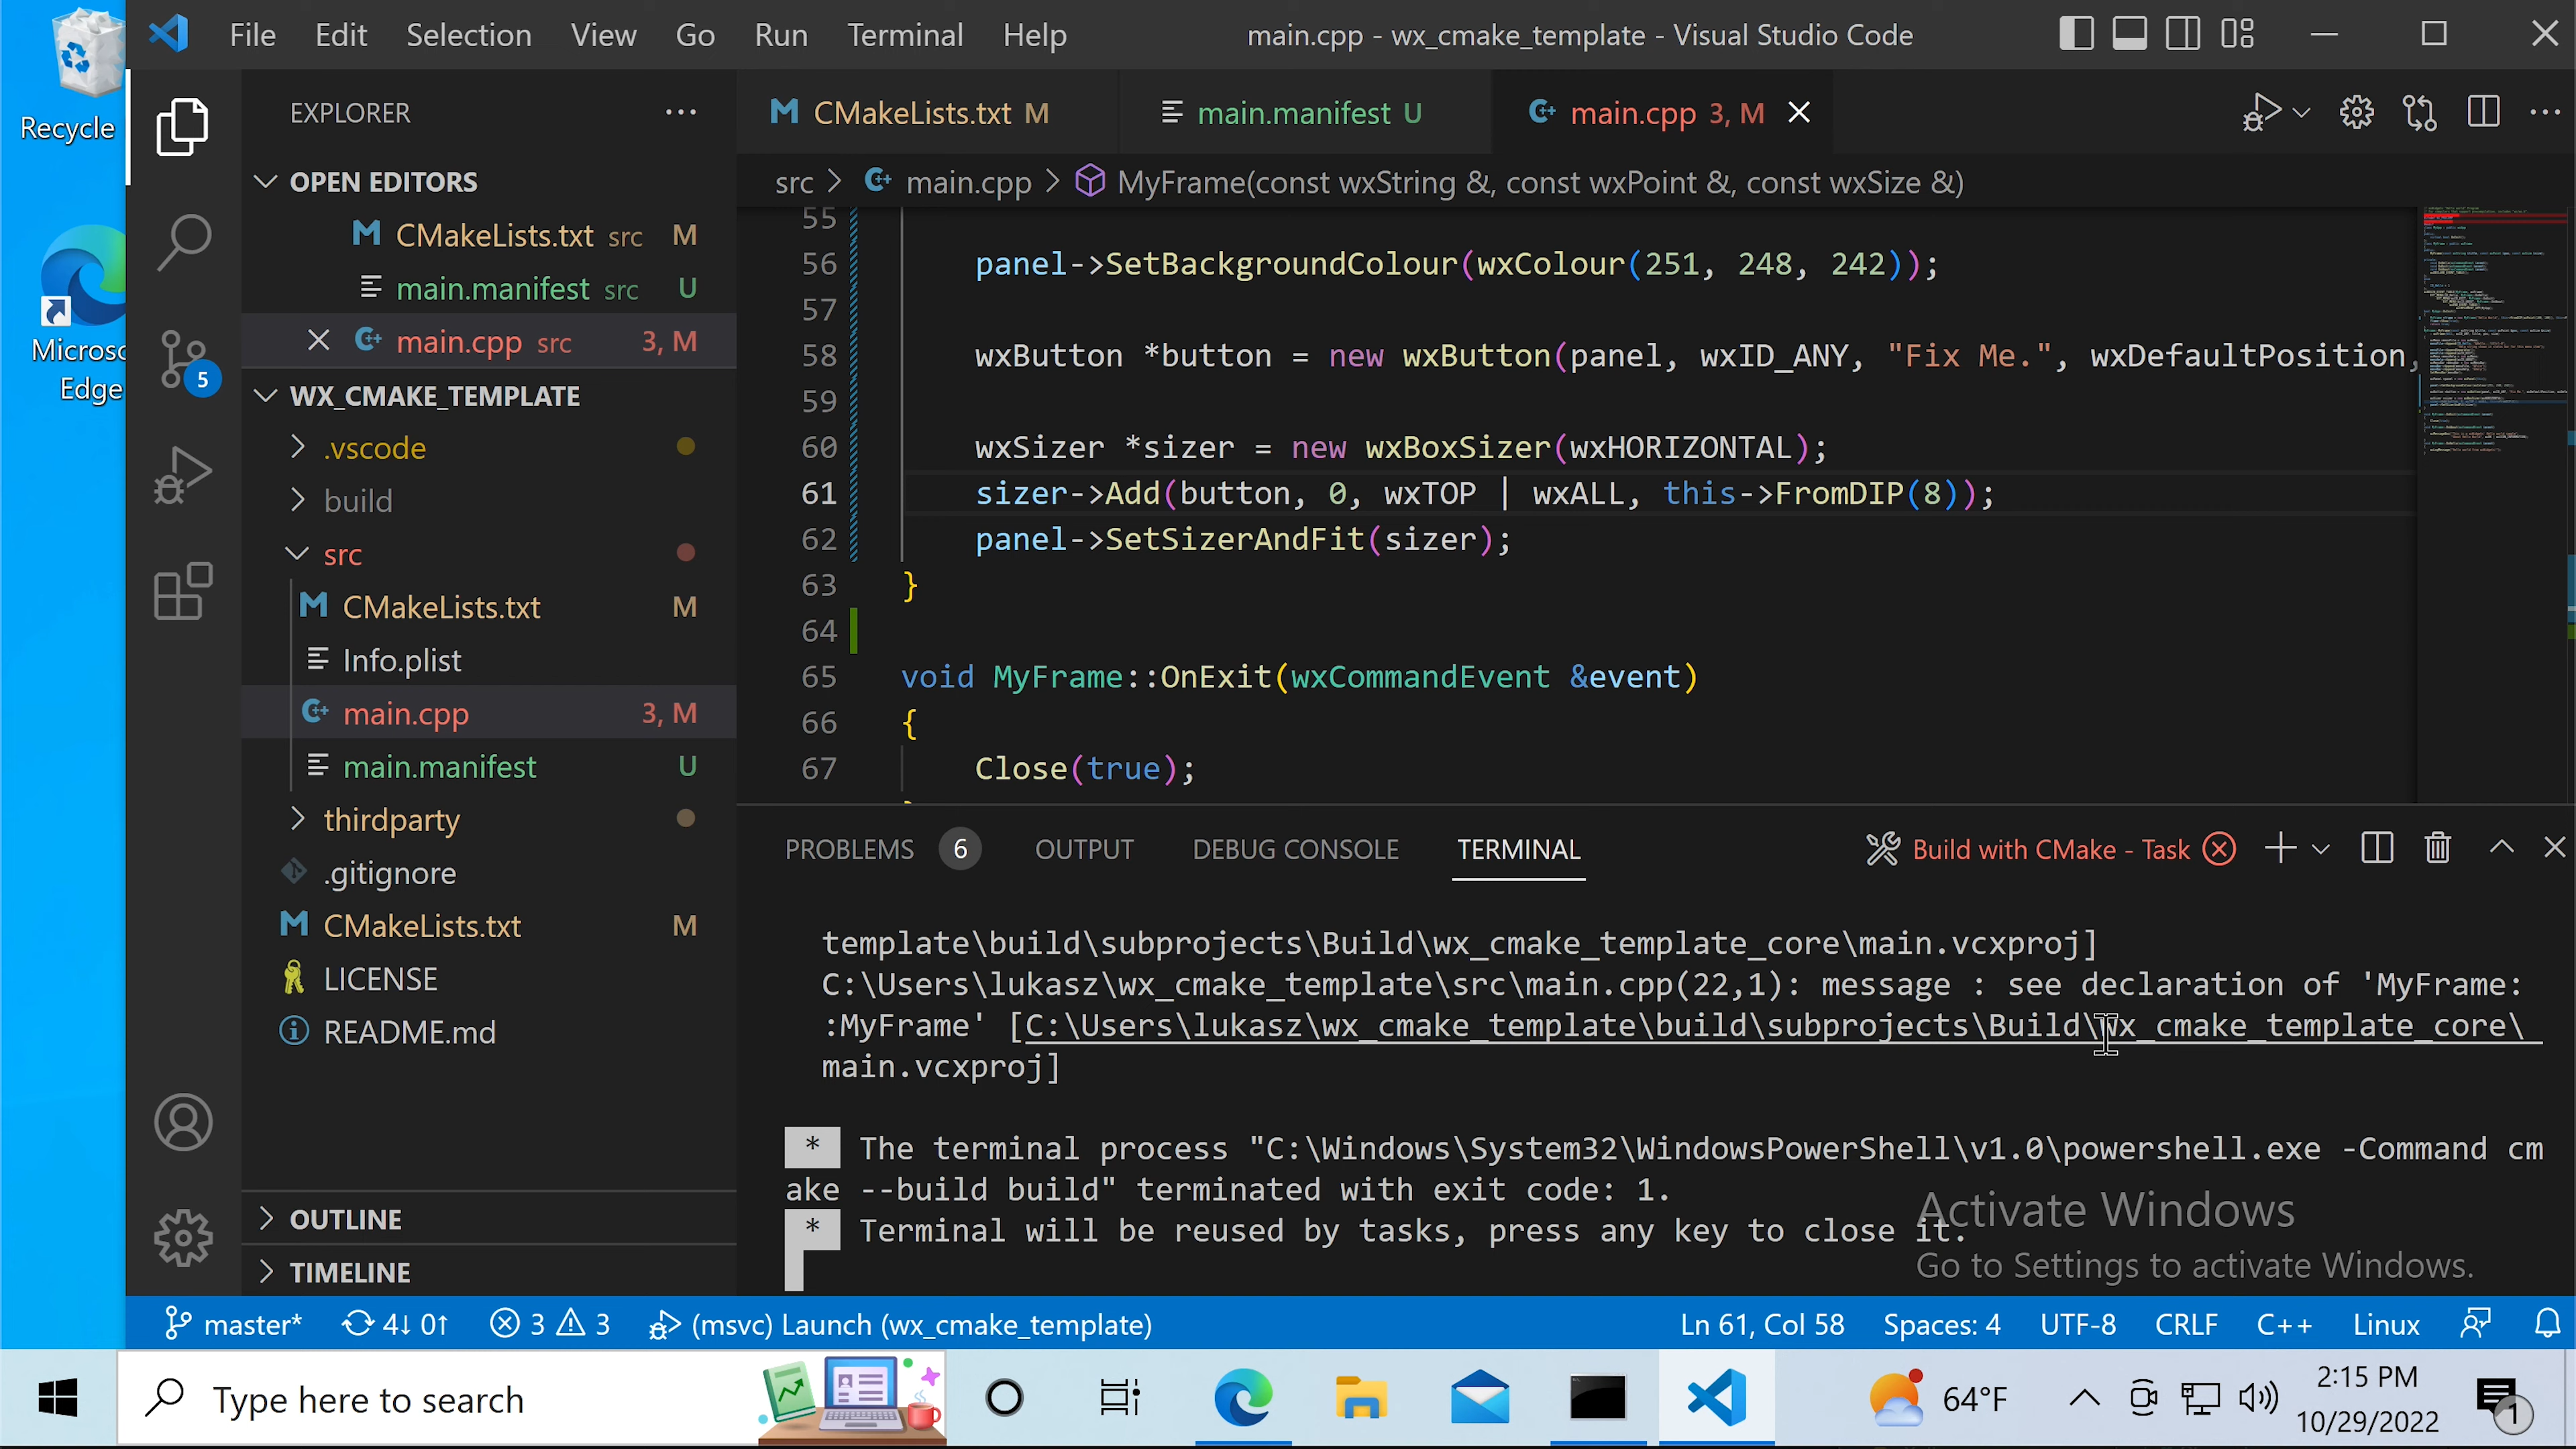 Recycle
Microso
Edge
File Edit Selection View Go Run Terminal Help
main.cpp - wx_cmake_template - Visual Studio Code
EXPLORER
OPEN EDITORS
CMakeLists.txt src M
main.manifest src U
main.cpp src 3, M
WX_CMAKE_TEMPLATE
.vscode
build
src
CMakeLists.txt M
Info.plist
main.cpp 3, M
main.manifest U
thirdparty
.gitignore
CMakeLists.txt M
LICENSE
README.md
OUTLINE
TIMELINE
5
CMakeLists.txt M
main.manifest U
main.cpp 3, M
src > main.cpp > MyFrame(const wxString &, const wxPoint &, const wxSize &)
55
56 panel->SetBackgroundColour(wxColour(251, 248, 242));
57
58 wxButton *button = new wxButton(panel, wxID_ANY, "Fix Me.", wxDefaultPosition,
59
60 wxSizer *sizer = new wxBoxSizer(wxHORIZONTAL);
61 sizer->Add(button, 0, wxTOP | wxALL, this->FromDIP(8));
62 panel->SetSizerAndFit(sizer);
63 }
64
65 void MyFrame::OnExit(wxCommandEvent &event)
66 {
67 Close(true);
PROBLEMS 6 OUTPUT DEBUG CONSOLE TERMINAL
Build with CMake - Task
template\build\subprojects\Build\wx_cmake_template_core\main.vcxproj]
C:\Users\lukasz\wx_cmake_template\src\main.cpp(22,1): message : see declaration of 'MyFrame:
:MyFrame' [C:\Users\lukasz\wx_cmake_template\build\subprojects\Build\wx_cmake_template_core\
main.vcxproj]
* The terminal process "C:\Windows\System32\WindowsPowerShell\v1.0\powershell.exe -Command cm
ake --build build" terminated with exit code: 1.
* Terminal will be reused by tasks, press any key to close it.
Activate Windows
Go to Settings to activate Windows.
master* 4↓ 0↑ 3 3 (msvc) Launch (wx_cmake_template)
Ln 61, Col 58 Spaces: 4 UTF-8 CRLF C++ Linux
Type here to search
64°F
2:15 PM
10/29/2022
1